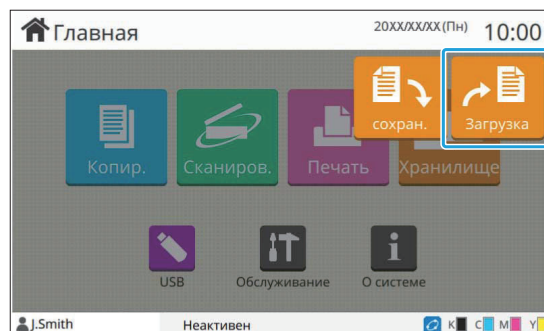 Главная
20XX/XX/XX (Пн) 10:00
сохран. Загрузка
Копир. Сканиров. Печать Хранилище
USB Обслуживание О системе
J.Smith Неактивен K C M Y